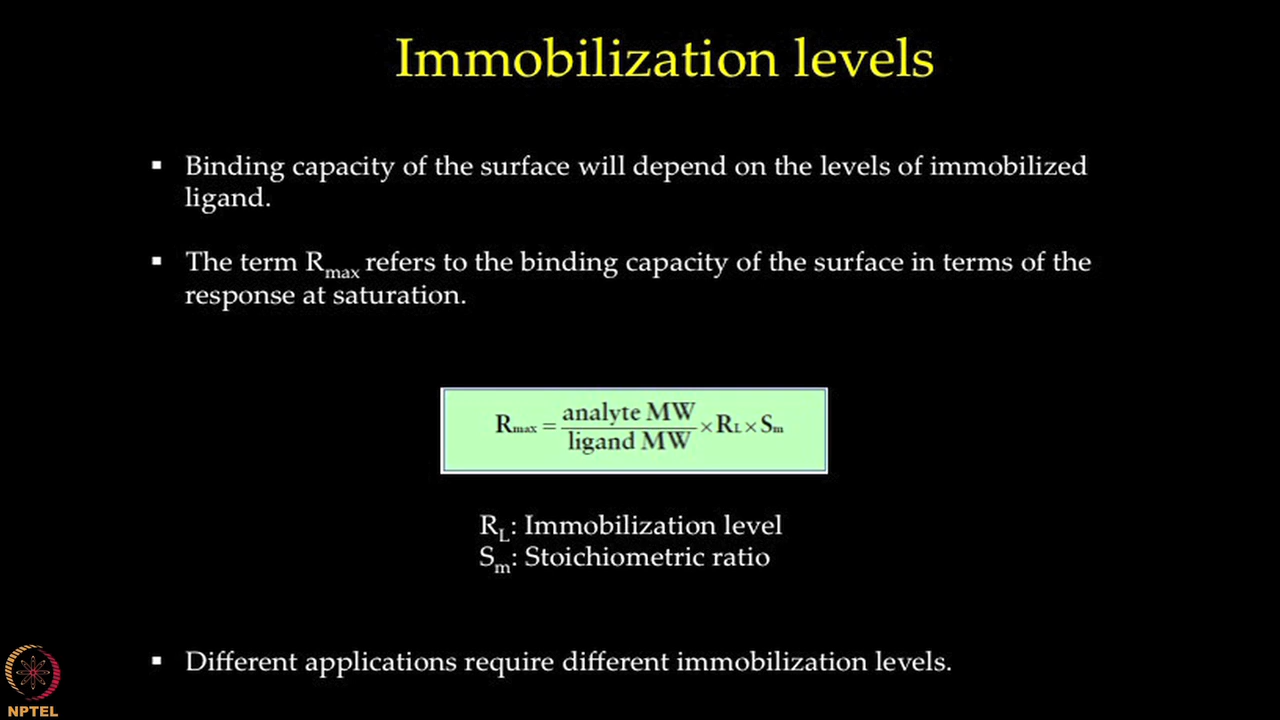 Immobilization levels
▪ Binding capacity of the surface will depend on the levels of immobilized
ligand.
▪ The term Rmax refers to the binding capacity of the surface in terms of the
response at saturation.
Rmax = analyte MW / ligand MW × RL × Sm
RL: Immobilization level
Sm: Stoichiometric ratio
▪ Different applications require different immobilization levels.
NPTEL